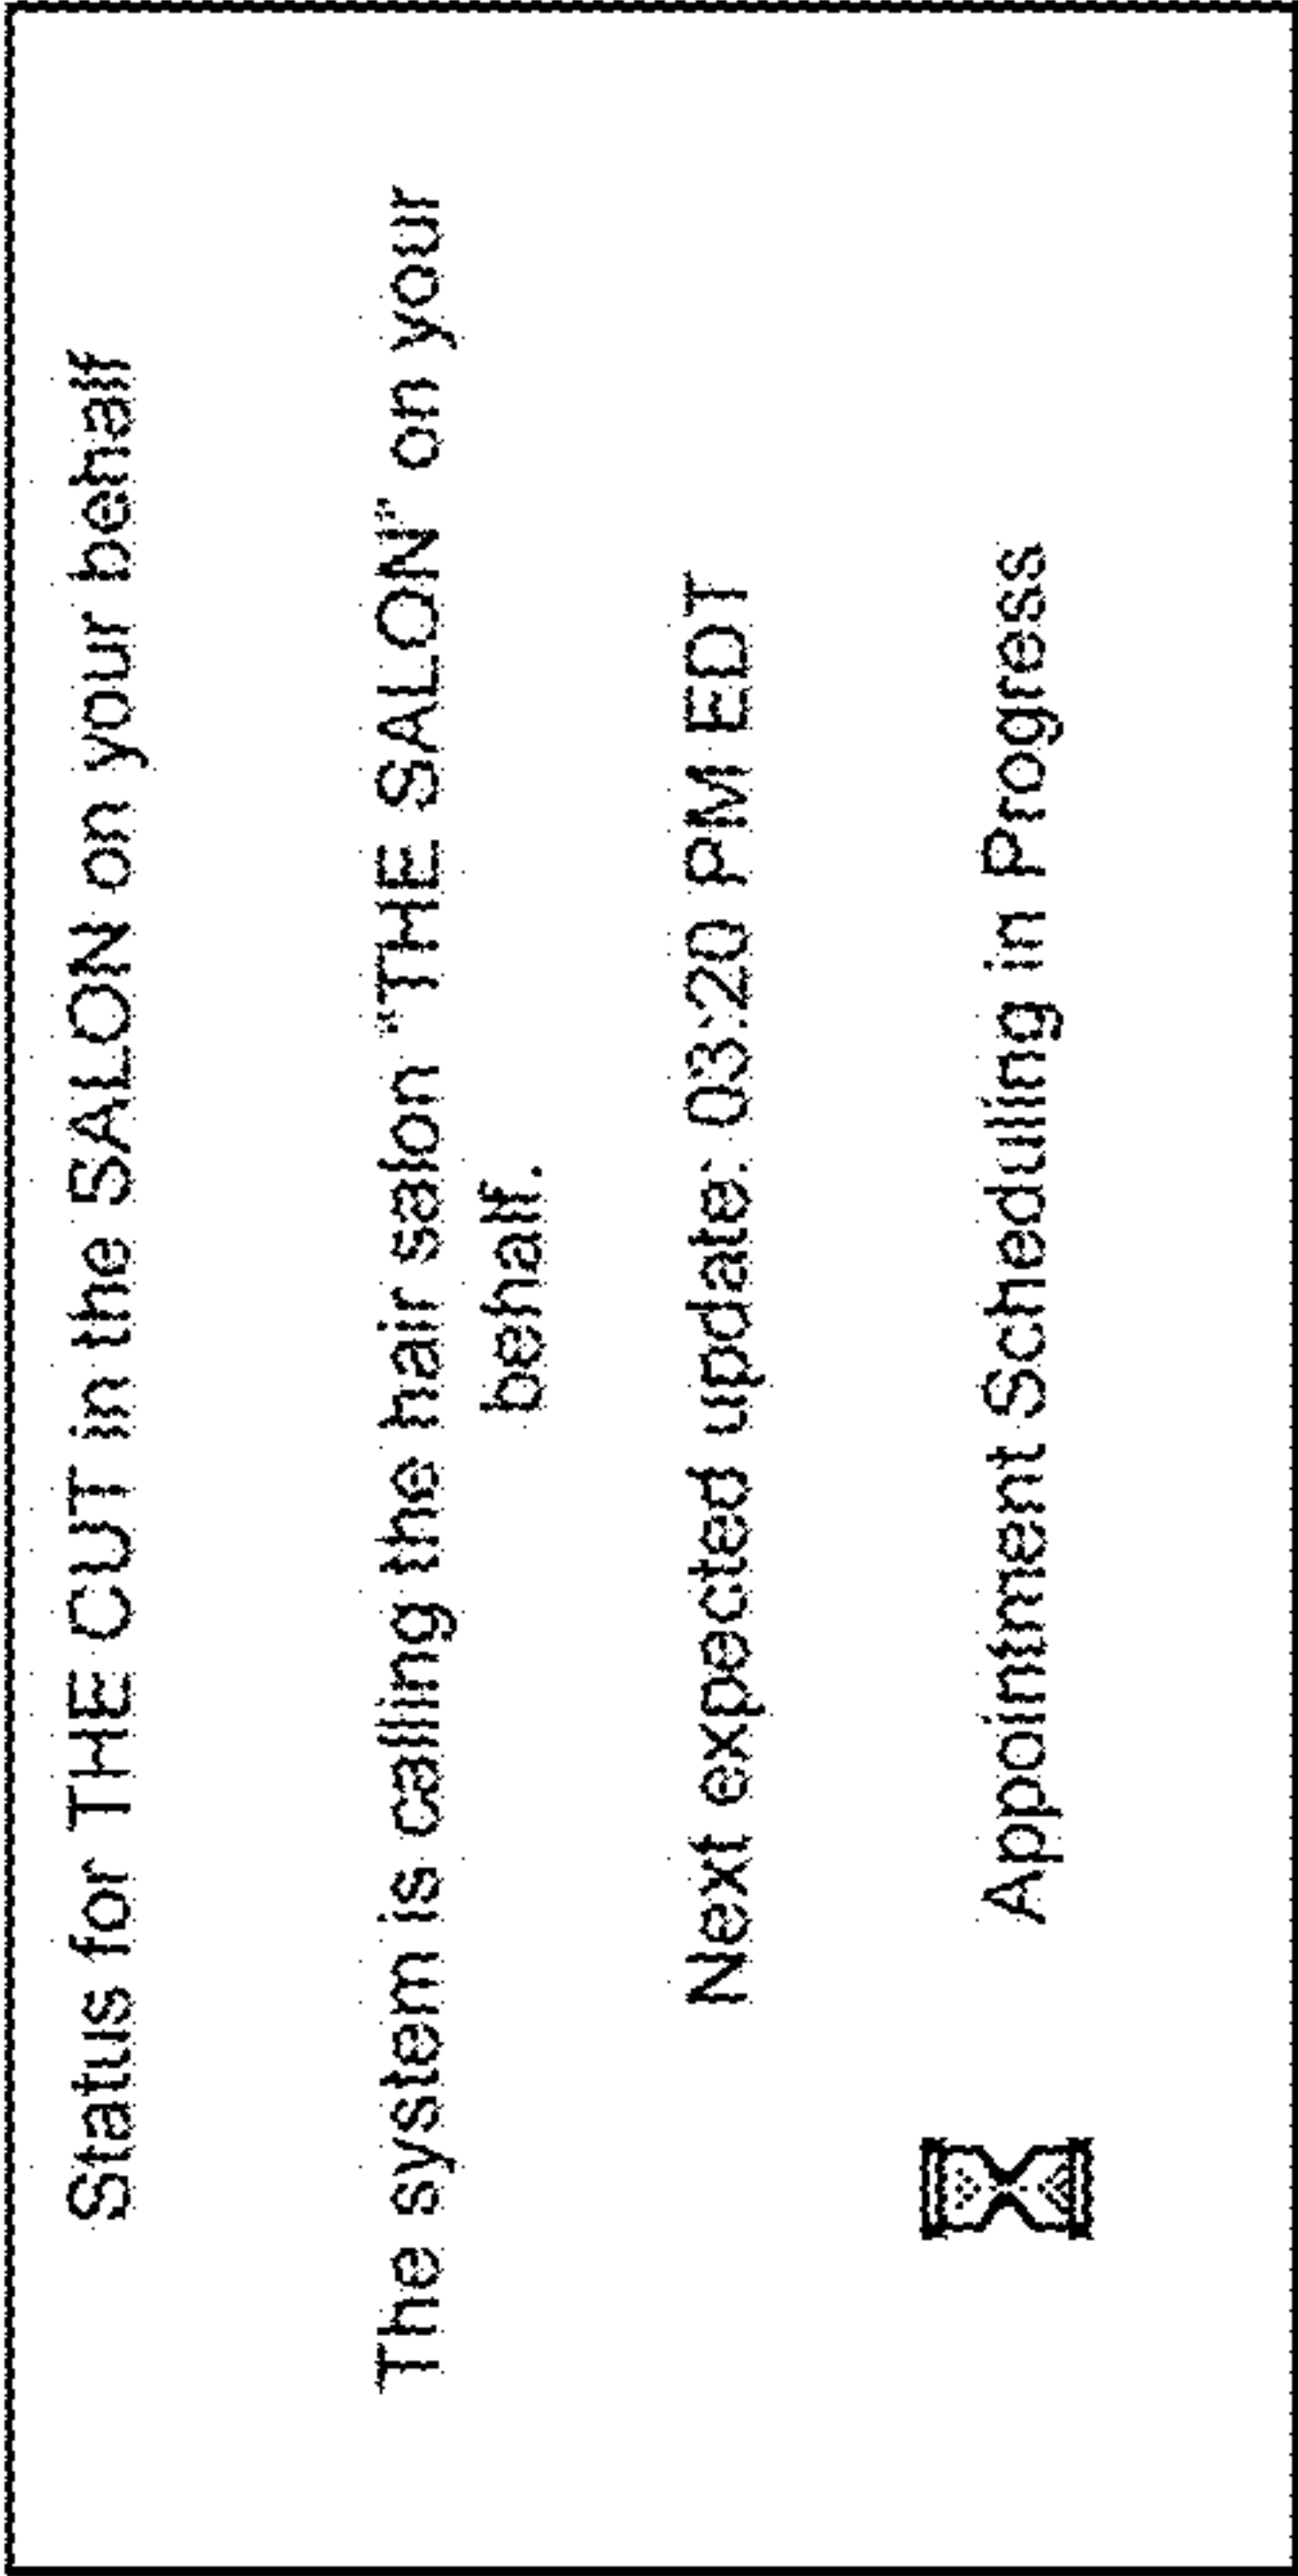 Status for THE CUT in the SALON on your behalf
The system is calling the hair salon "THE SALON" on your
behalf.
Next expected update: 03:20 PM EDT
Appointment Scheduling in Progress